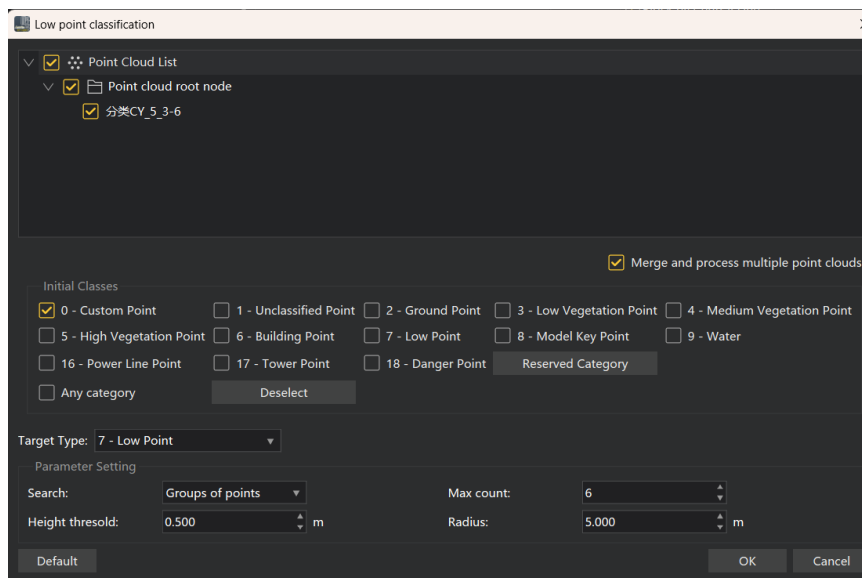 Low point classification
Point Cloud List
Point cloud root node
分类CY_5_3-6
Merge and process multiple point clouds
Initial Classes
0 - Custom Point 1 - Unclassified Point 2 - Ground Point 3 - Low Vegetation Point 4 - Medium Vegetation Point
5 - High Vegetation Point 6 - Building Point 7 - Low Point 8 - Model Key Point 9 - Water
16 - Power Line Point 17 - Tower Point 18 - Danger Point Reserved Category
Any category Deselect
Target Type: 7 - Low Point
Parameter Setting
Search: Groups of points Max count: 6
Height thresold: 0.500 m Radius: 5.000 m
Default OK Cancel